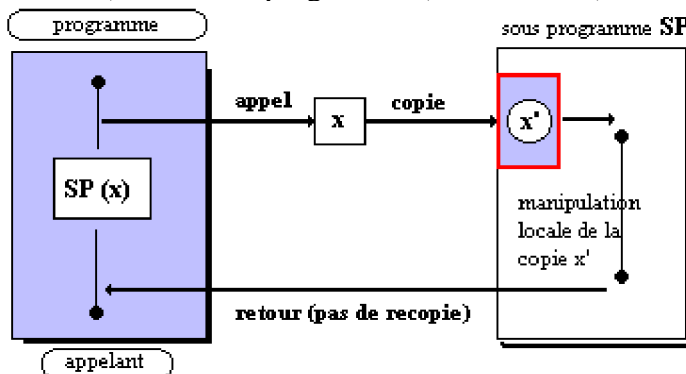 programme
sous programme SP
appel
copie
x
x'
SP (x)
manipulation
locale de la
copie x'
retour (pas de recopie)
appelant